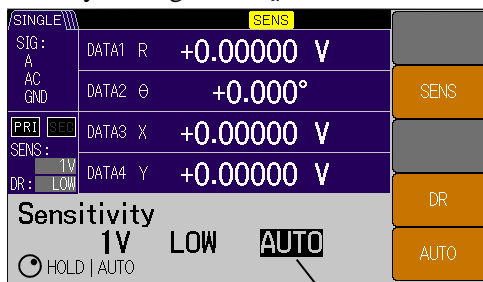 SINGLE
SENS
SIG:
A
AC
GND
DATA1 R +0.00000 V
DATA2 θ +0.000°
DATA3 X +0.00000 V
DATA4 Y +0.00000 V
PRI SEC
SENS:
1V
DR: LOW
Sensitivity
1V LOW AUTO
HOLD | AUTO
SENS
DR
AUTO